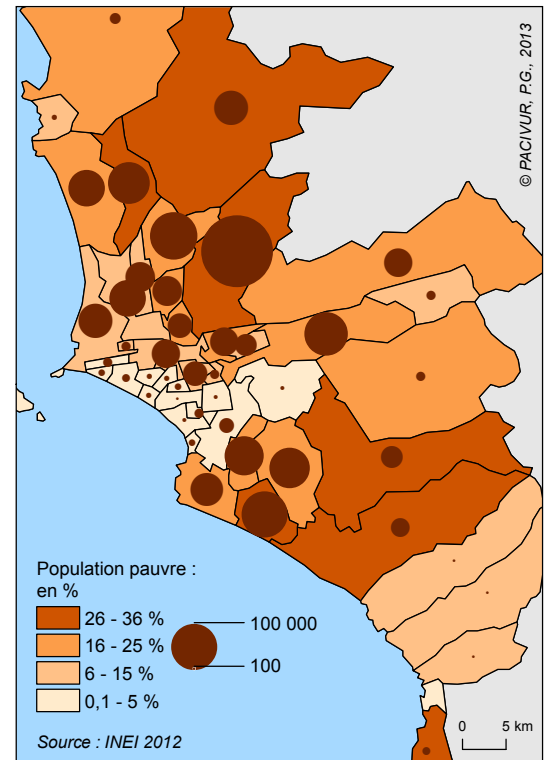 © PACIVUR, P.G., 2013
Population pauvre :
en %
26 - 36 %
16 - 25 %
6 - 15 %
0,1 - 5 %
100 000
100
Source : INEI 2012
0 5 km